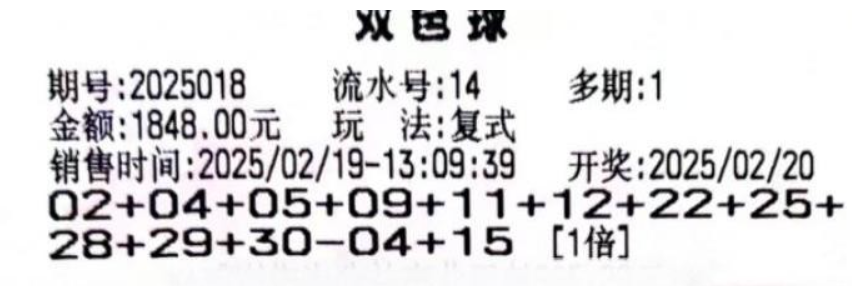 双色球
期号:2025018 流水号:14 多期:1
金额:1848.00元 玩 法:复式
销售时间:2025/02/19-13:09:39 开奖:2025/02/20
02+04+05+09+11+12+22+25+
28+29+30-04+15 [1倍]